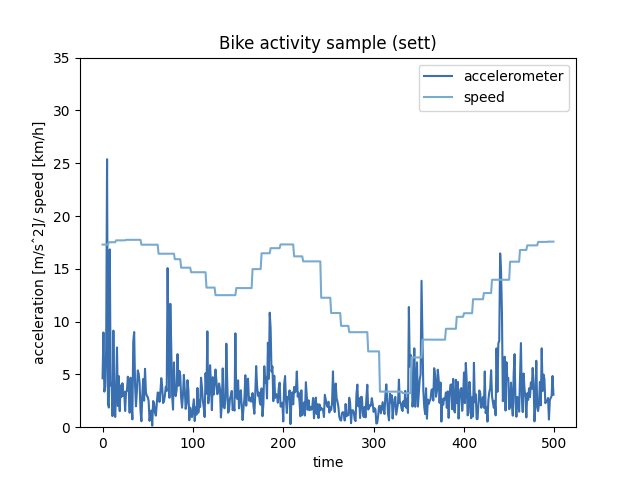 Bike activity sample (sett)
accelerometer
speed
35
30
25
20
15
10
5
0
acceleration [m/s^2]/ speed [km/h]
0 100 200 300 400 500
time